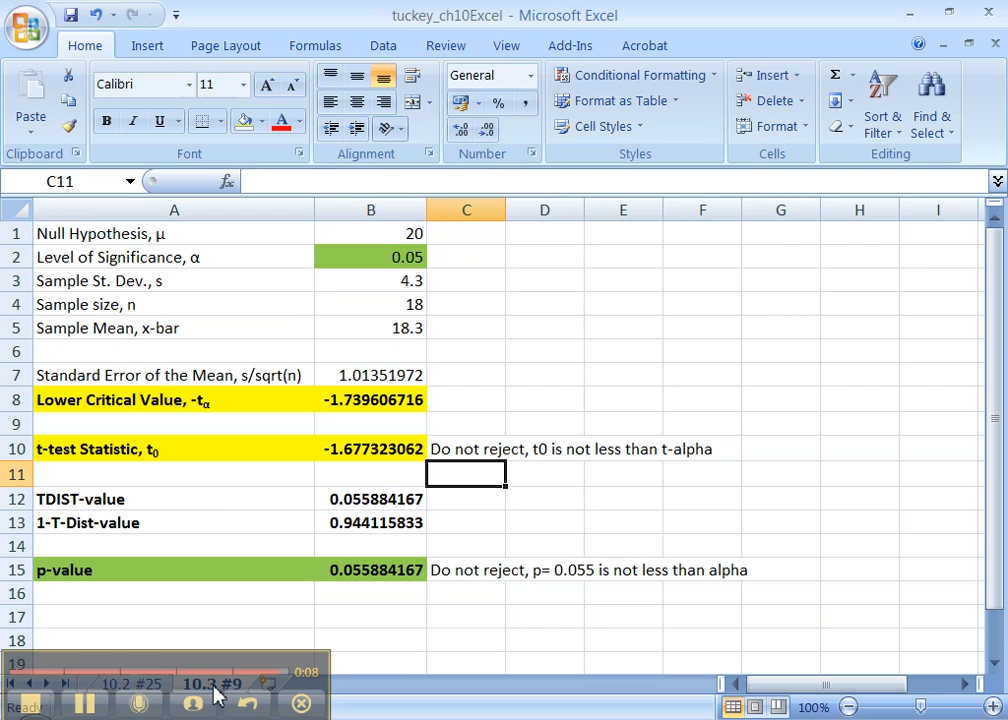 tuckey_ch10Excel - Microsoft Excel
Home Insert Page Layout Formulas Data Review View Add-Ins Acrobat
Paste
Calibri 11
B I U A
General
$ % ,
Conditional Formatting
Format as Table
Cell Styles
Insert
Delete
Format
Σ
Sort & Filter
Find & Select
Clipboard Font Alignment Number Styles Cells Editing
C11 fx
A B C D E F G H I
1 Null Hypothesis, μ 20
2 Level of Significance, α 0.05
3 Sample St. Dev., s 4.3
4 Sample size, n 18
5 Sample Mean, x-bar 18.3
6
7 Standard Error of the Mean, s/sqrt(n) 1.01351972
8 Lower Critical Value, -tα -1.739606716
9
10 t-test Statistic, t0 -1.677323062 Do not reject, t0 is not less than t-alpha
11
12 TDIST-value 0.055884167
13 1-T-Dist-value 0.944115833
14
15 p-value 0.055884167 Do not reject, p= 0.055 is not less than alpha
16
17
18
19
0:08
10.2 #25 10.3 #9
Ready 100%